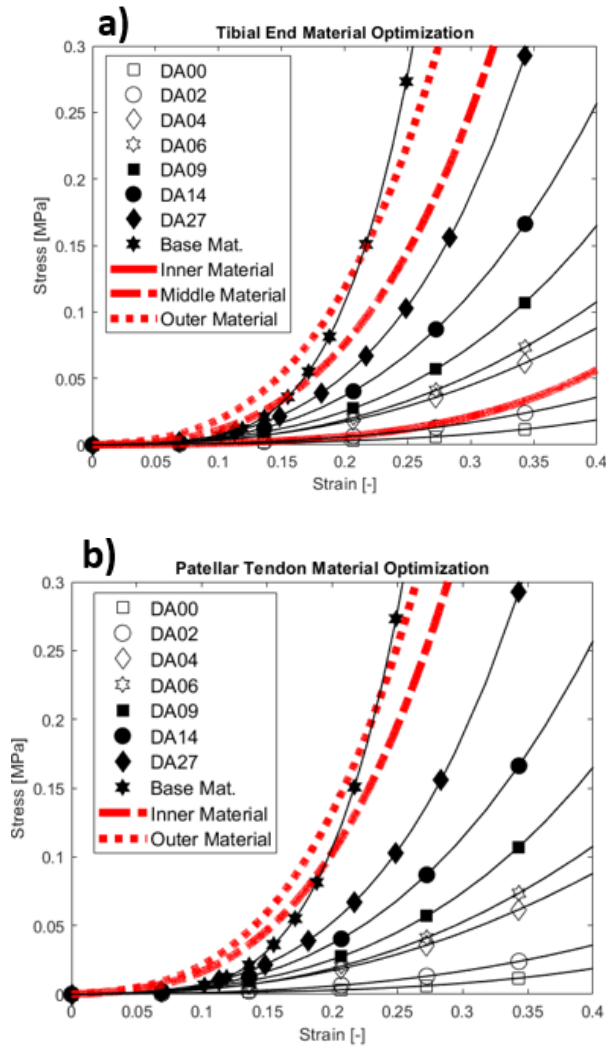 a)
Tibial End Material Optimization
0.3
0.25
0.2
0.15
0.1
0.05
0
Stress [MPa]
DA00
DA02
DA04
DA06
DA09
DA14
DA27
Base Mat.
Inner Material
Middle Material
Outer Material
0 0.05 0.1 0.15 0.2 0.25 0.3 0.35 0.4
Strain [-]
b)
Patellar Tendon Material Optimization
0.3
0.25
0.2
0.15
0.1
0.05
0
Stress [MPa]
DA00
DA02
DA04
DA06
DA09
DA14
DA27
Base Mat.
Inner Material
Outer Material
0 0.05 0.1 0.15 0.2 0.25 0.3 0.35 0.4
Strain [-]